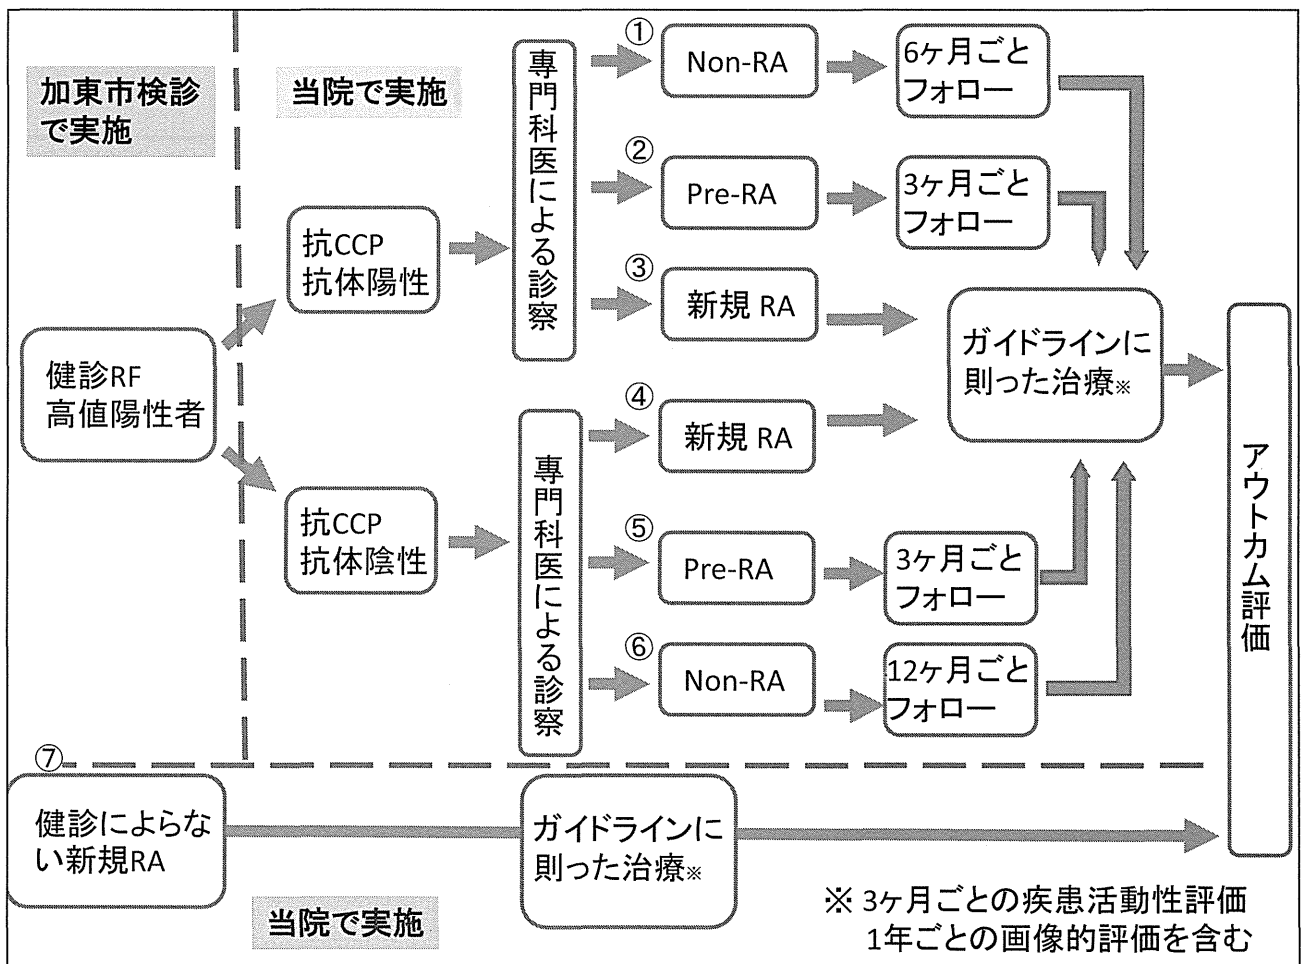 加東市検診
で実施
当院で実施
健診RF
高値陽性者
抗CCP
抗体陽性
専門科医による診察
①
Non-RA
6ヶ月ごと
フォロー
②
Pre-RA
3ヶ月ごと
フォロー
③
新規 RA
ガイドラインに
則った治療※
抗CCP
抗体陰性
専門科医による診察
④
新規 RA
⑤
Pre-RA
3ヶ月ごと
フォロー
⑥
Non-RA
12ヶ月ごと
フォロー
アウトカム評価
⑦
健診によらな
い新規RA
ガイドラインに
則った治療※
当院で実施
※ 3ヶ月ごとの疾患活動性評価
1年ごとの画像的評価を含む